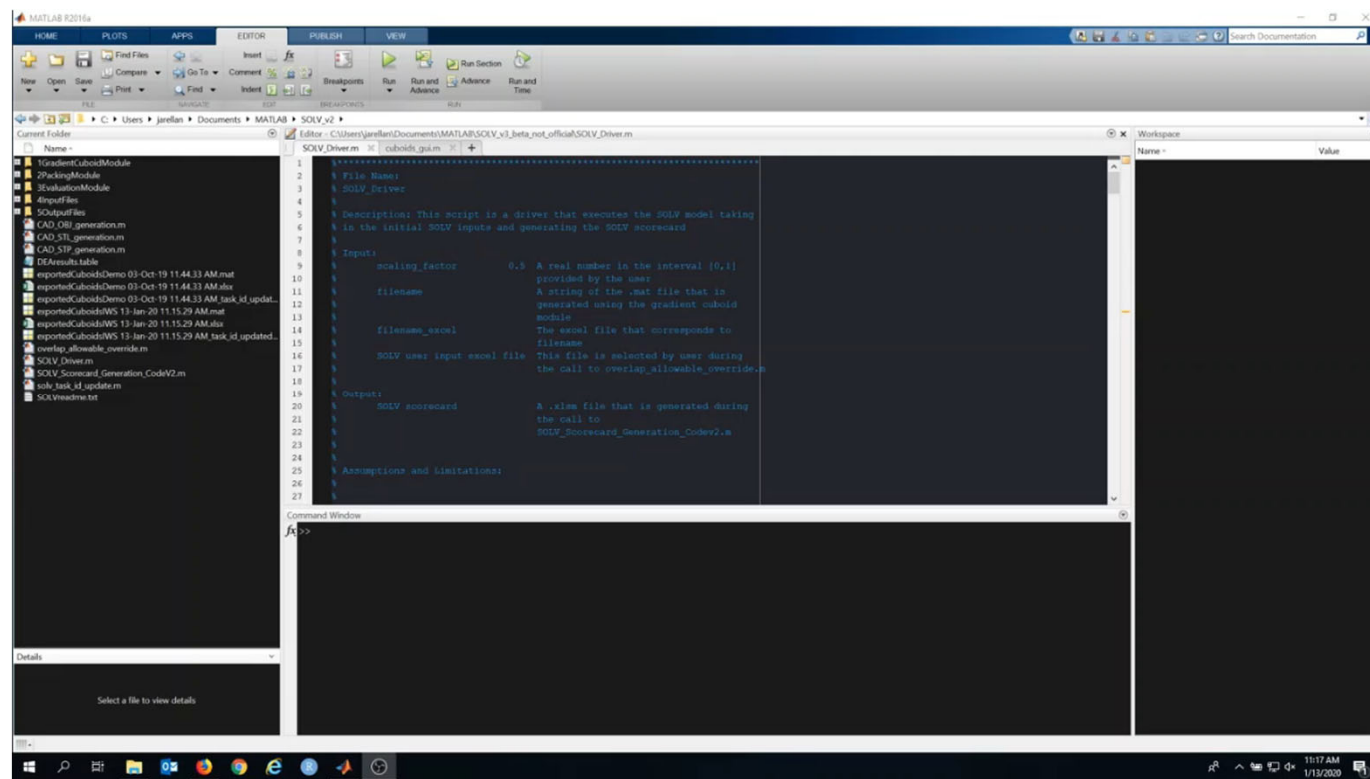 MATLAB R2016a
HOME PLOTS APPS EDITOR PUBLISH VIEW
Search Documentation
New Open Save Find Files Compare Print Go To Find Insert fx Comment Indent Breakpoints Run Run and Advance Run Section Advance Run and Time
FILE NAVIGATE EDIT BREAKPOINTS RUN
C: Users jarellan Documents MATLAB SOLV_v2
Current Folder
Name
1GradientCuboidModule
2PackingModule
3EvaluationModule
4InputFiles
5OutputFiles
CAD_OBJ_generation.m
CAD_STL_generation.m
CAD_STP_generation.m
DEAresults.table
exportedCuboidsDemo 03-Oct-19 11.44.33 AM.mat
exportedCuboidsDemo 03-Oct-19 11.44.33 AM.xlsx
exportedCuboidsDemo 03-Oct-19 11.44.33 AM_task_id_updat...
exportedCuboidsIWS 13-Jan-20 11.15.29 AM.mat
exportedCuboidsIWS 13-Jan-20 11.15.29 AM.xlsx
exportedCuboidsIWS 13-Jan-20 11.15.29 AM_task_id_updated...
overlap_allowable_override.m
SOLV_Driver.m
SOLV_Scorecard_Generation_CodeV2.m
solv_task_id_update.m
SOLVreadme.txt
Details
Select a file to view details
Editor - C:\Users\jarellan\Documents\MATLAB\SOLV_v3_beta_not_official\SOLV_Driver.m
SOLV_Driver.m cuboids_gui.m +
1
2 % File Name:
3 % SOLV_Driver
4 %
5 % Description: This script is a driver that executes the SOLV model taking
6 % in the initial SOLV inputs and generating the SOLV scorecard
7 %
8 % Input:
9 % scaling_factor 0.5 A real number in the interval [0,1]
10 % provided by the user
11 % filename A string of the .mat file that is
12 % generated using the gradient cuboid
13 % module
14 % filename_excel The excel file that corresponds to
15 % filename
16 % SOLV user input excel file This file is selected by user during
17 % the call to overlap_allowable_override.m
18 %
19 % Output:
20 % SOLV scorecard A .xlsm file that is generated during
21 % the call to
22 % SOLV_Scorecard_Generation_Codev2.m
23 %
24 %
25 % Assumptions and Limitations:
26 %
27 %
Command Window
fx >>
Workspace
Name Value
11:17 AM
1/13/2020